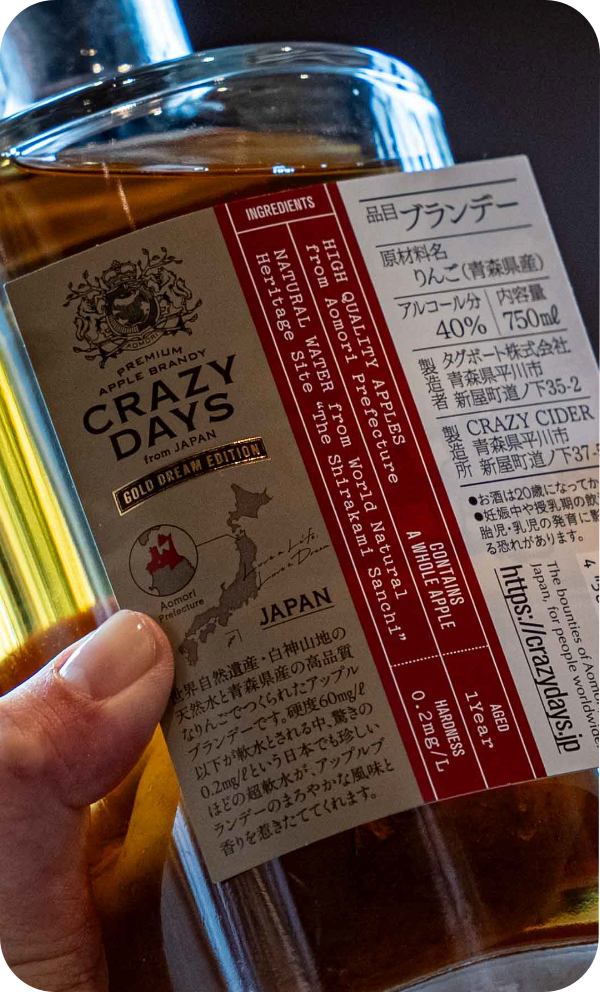 PREMIUM
APPLE BRANDY
CRAZY
DAYS
from JAPAN
GOLD DREAM EDITION
Aomori
Prefecture
JAPAN
世界自然遺産・白神山地の
天然水と青森県産の高品質
なりんごでつくられたアップル
ブランデーです。硬度60mg/ℓ
以下が軟水とされる中、驚きの
0.2mg/ℓという日本でも珍しい
ほどの超軟水が、アップルブ
ランデーのまろやかな風味と
香りを惹きたててくれます。
INGREDIENTS
HIGH QUALITY APPLES
from Aomori Prefecture
NATURAL WATER from World Natural
Heritage Site "The Shirakami Sanchi"
CONTAINS
A WHOLE APPLE
AGED
1Year
HARDNESS
0.2mg/L
品目 ブランデー
原材料名
りんご(青森県産)
アルコール分 内容量
40% 750㎖
製造者 タグボート株式会社
青森県平川市
新屋町道ノ下35-2
製造所 CRAZY CIDER
青森県平川市
新屋町道ノ下37-
●お酒は20歳になってか
●妊娠中や授乳期の飲
胎児・乳児の発育に影
る恐れがあります。
The bounties of Aomori
Japan, for people worldwide.
https://crazydays.jp